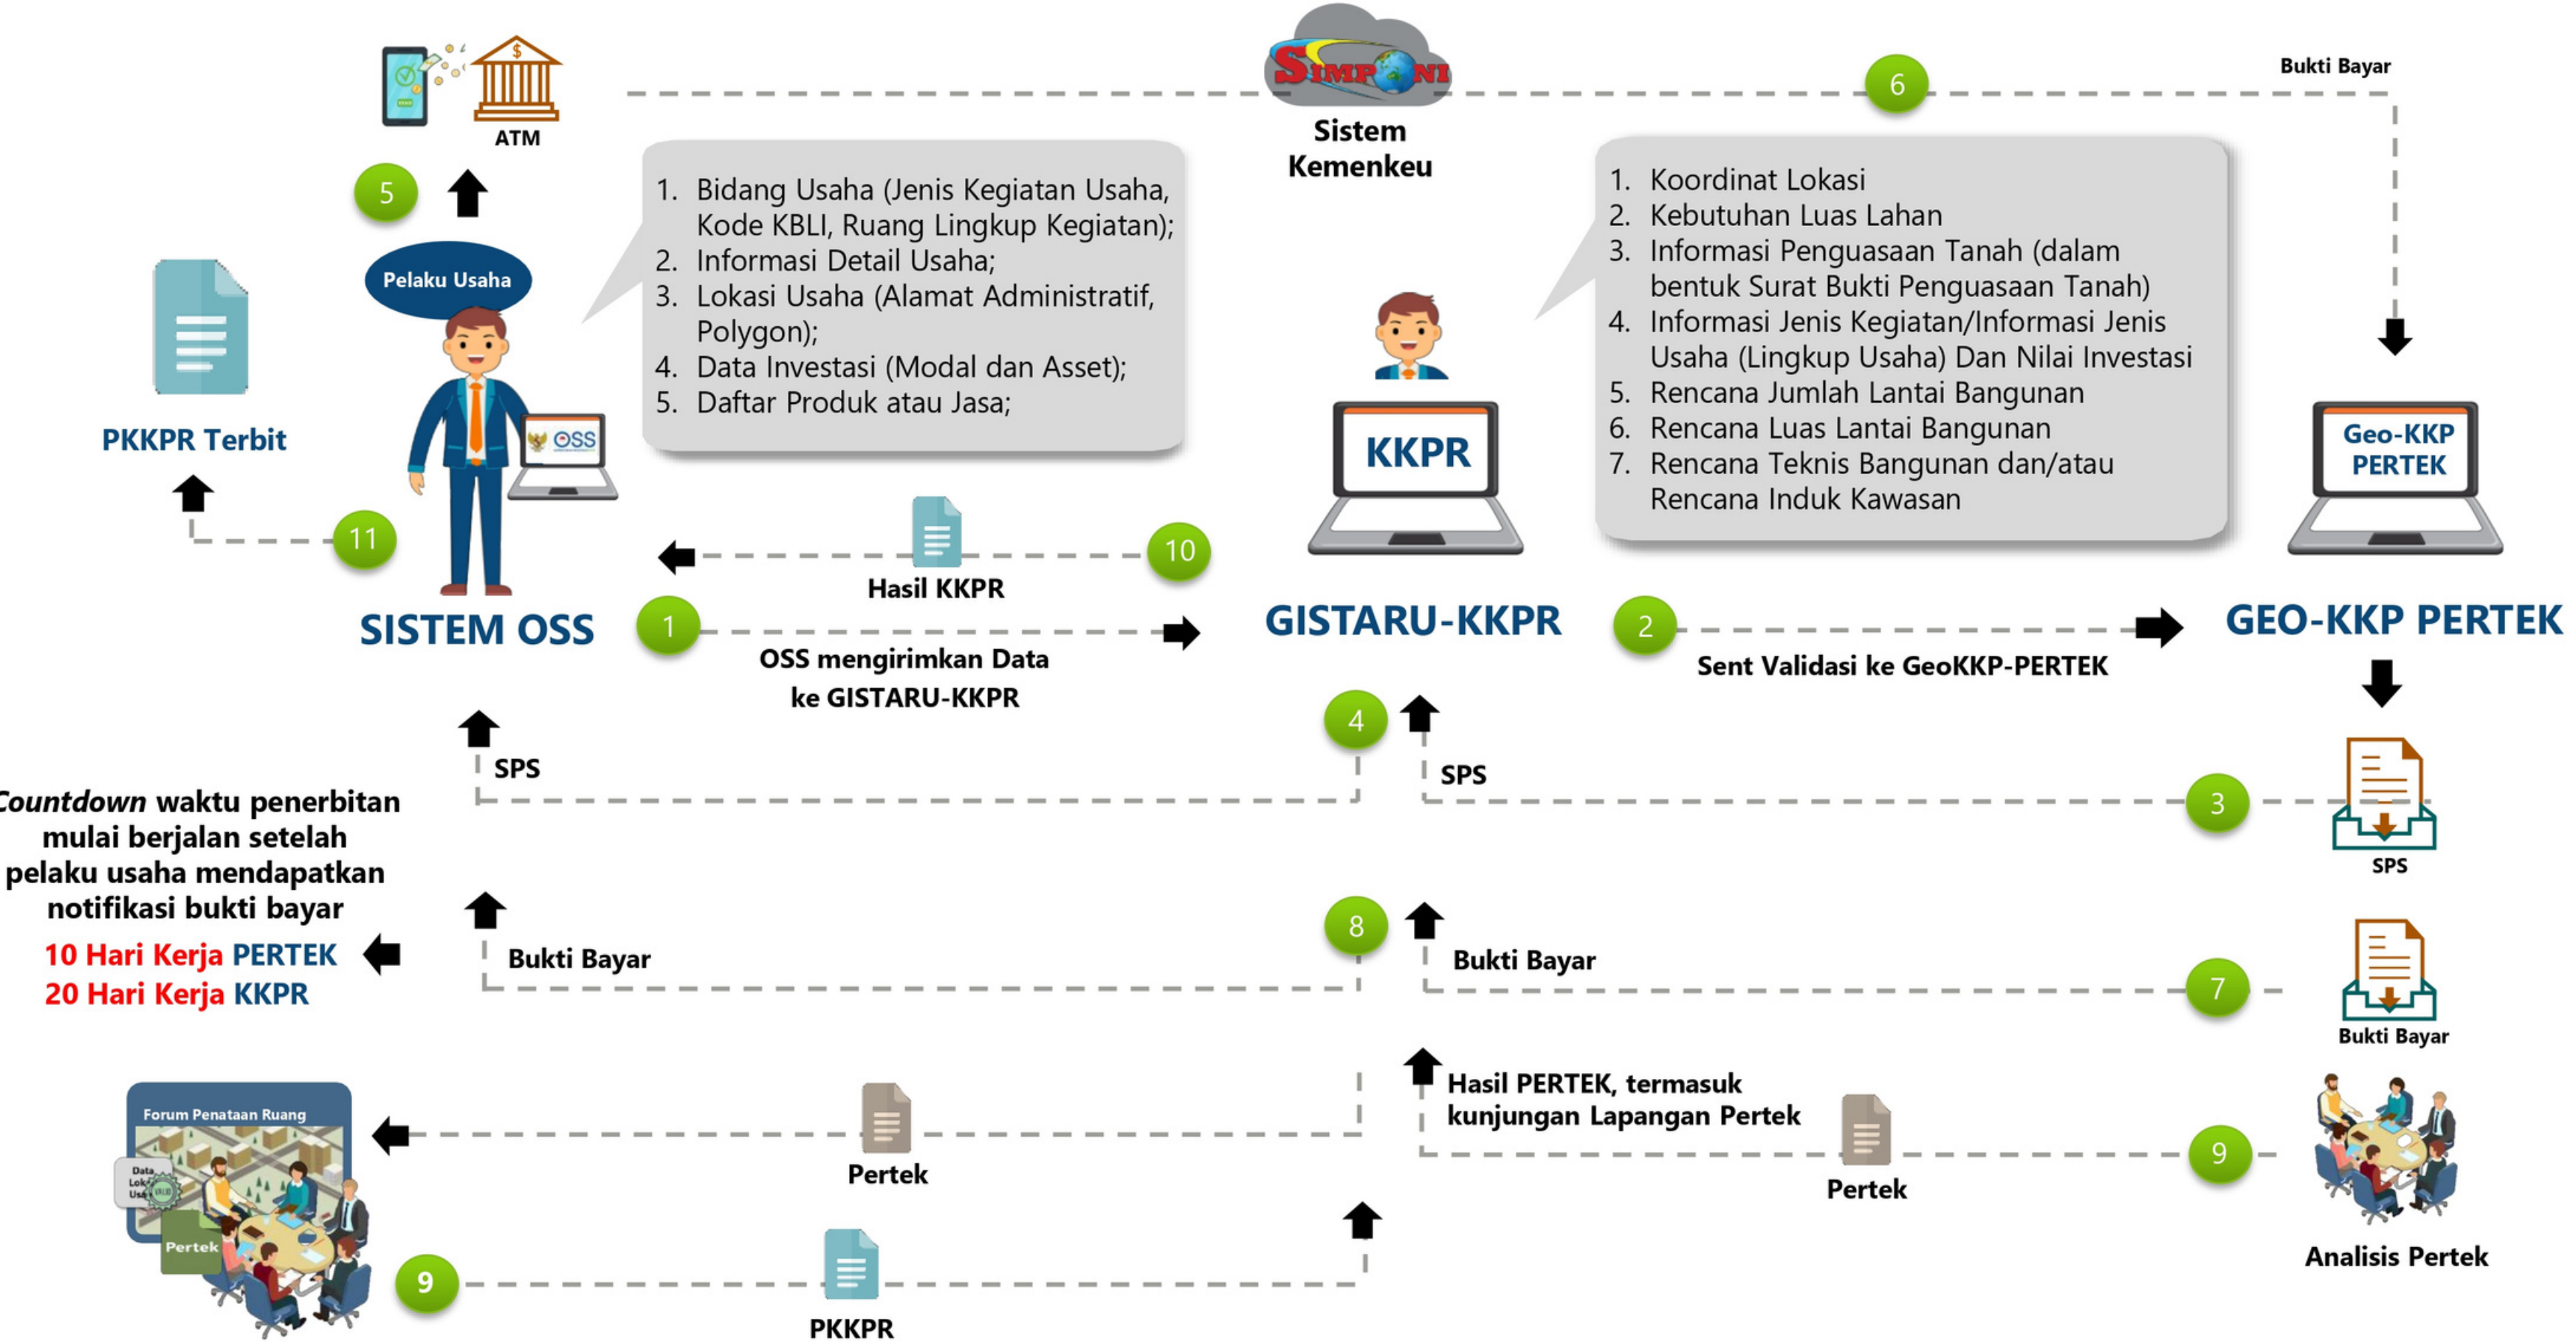 SIMPONI
Sistem
Kemenkeu
6
Bukti Bayar
ATM
5
Pelaku Usaha
1. Bidang Usaha (Jenis Kegiatan Usaha,
Kode KBLI, Ruang Lingkup Kegiatan);
2. Informasi Detail Usaha;
3. Lokasi Usaha (Alamat Administratif,
Polygon);
4. Data Investasi (Modal dan Asset);
5. Daftar Produk atau Jasa;
1. Koordinat Lokasi
2. Kebutuhan Luas Lahan
3. Informasi Penguasaan Tanah (dalam
bentuk Surat Bukti Penguasaan Tanah)
4. Informasi Jenis Kegiatan/Informasi Jenis
Usaha (Lingkup Usaha) Dan Nilai Investasi
5. Rencana Jumlah Lantai Bangunan
6. Rencana Luas Lantai Bangunan
7. Rencana Teknis Bangunan dan/atau
Rencana Induk Kawasan
PKKPR Terbit
OSS
KKPR
Geo-KKP
PERTEK
11
10
Hasil KKPR
SISTEM OSS
1
OSS mengirimkan Data
ke GISTARU-KKPR
GISTARU-KKPR
2
Sent Validasi ke GeoKKP-PERTEK
GEO-KKP PERTEK
4
SPS
SPS
3
SPS
Countdown waktu penerbitan
mulai berjalan setelah
pelaku usaha mendapatkan
notifikasi bukti bayar
10 Hari Kerja PERTEK
20 Hari Kerja KKPR
8
Bukti Bayar
Bukti Bayar
7
Bukti Bayar
Forum Penataan Ruang
Data
VALID
Pertek
Pertek
Hasil PERTEK, termasuk
kunjungan Lapangan Pertek
Pertek
9
Analisis Pertek
9
PKKPR